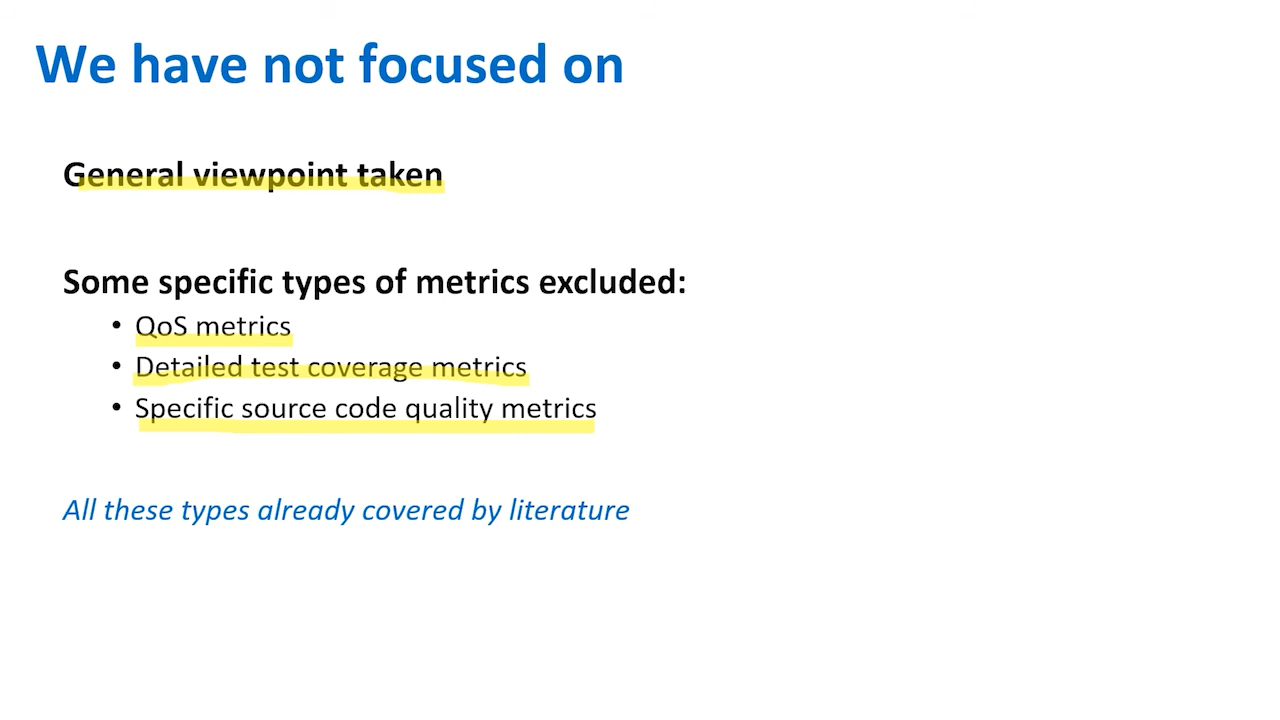 We have not focused on
General viewpoint taken
Some specific types of metrics excluded:
• QoS metrics
• Detailed test coverage metrics
• Specific source code quality metrics
All these types already covered by literature